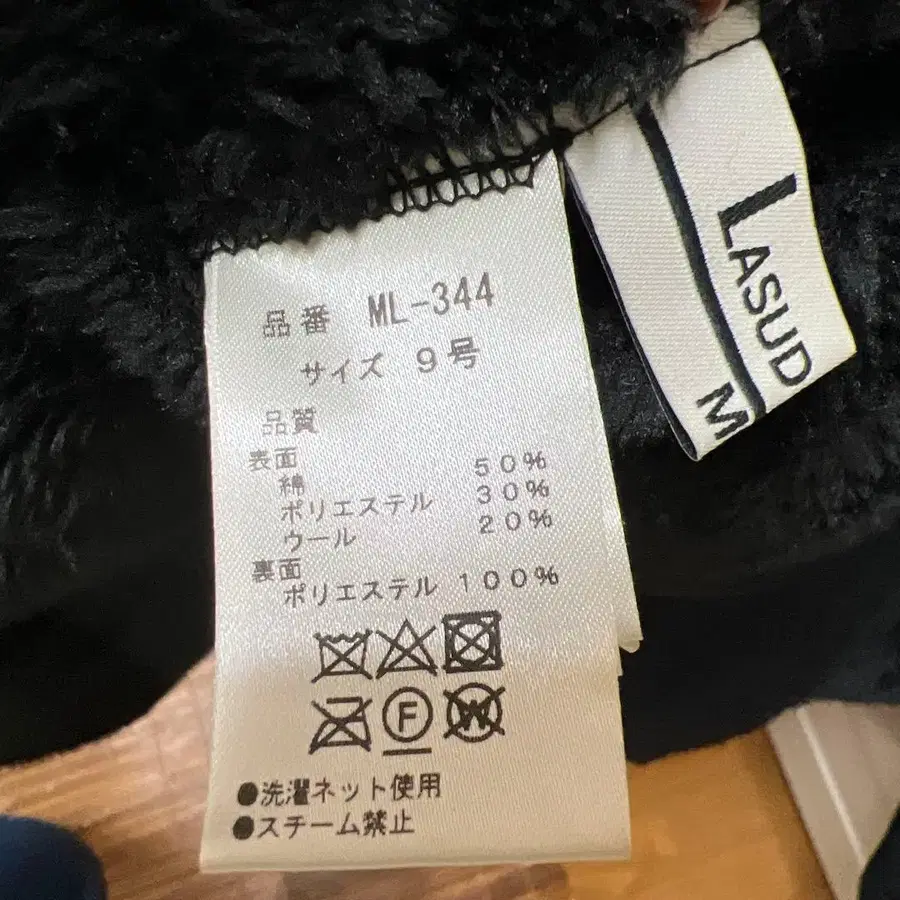 品番 ML-344
サイズ 9号
品質
表面
綿 50%
ポリエステル 30%
ウール 20%
裏面
ポリエステル 100%
F
W
●洗濯ネット使用
●スチーム禁止
LASUD
M